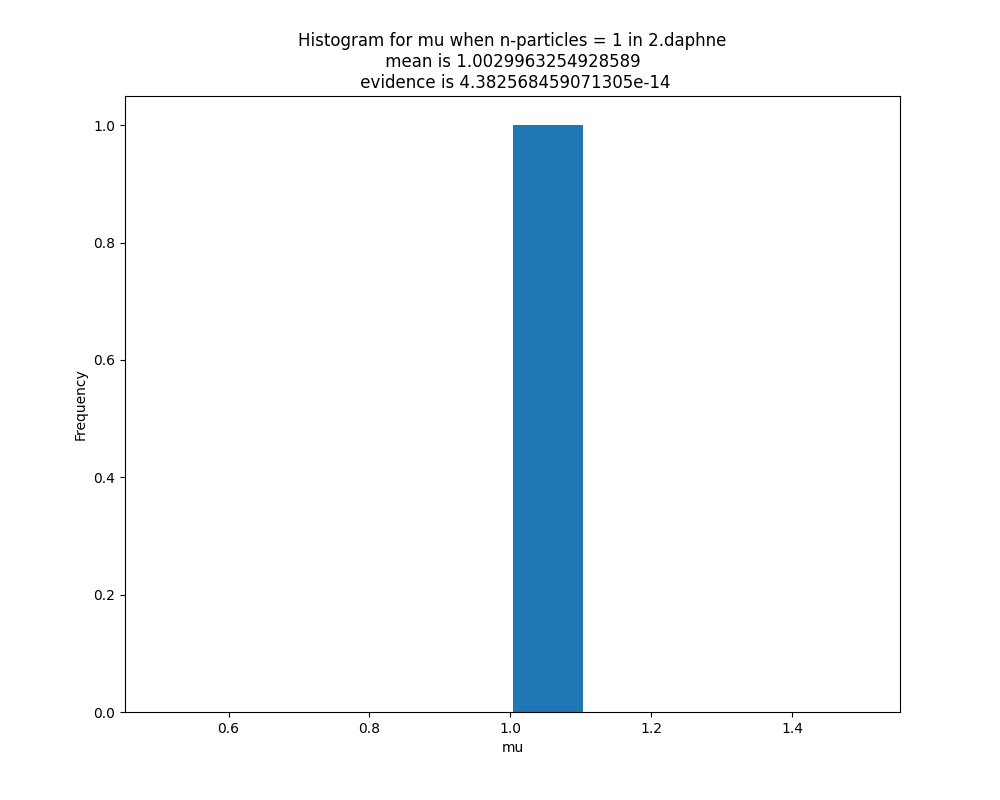 Histogram for mu when n-particles = 1 in 2.daphne
mean is 1.0029963254928589
evidence is 4.382568459071305e-14
1.0
0.8
0.6
0.4
0.2
0.0
Frequency
0.6 0.8 1.0 1.2 1.4
mu